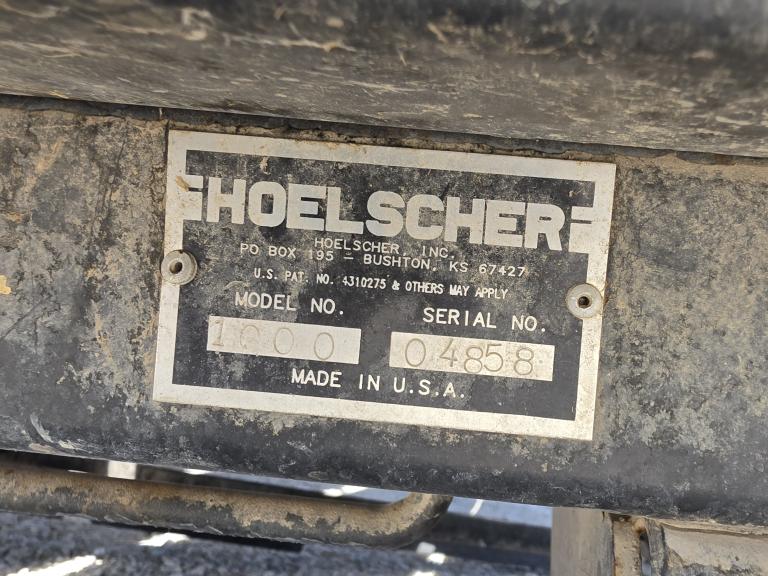 HOELSCHER
HOELSCHER, INC.
PO BOX 195 – BUSHTON, KS 67427
U.S. PAT. NO. 4310275 & OTHERS MAY APPLY
MODEL NO. SERIAL NO.
1000 04858
MADE IN U.S.A.